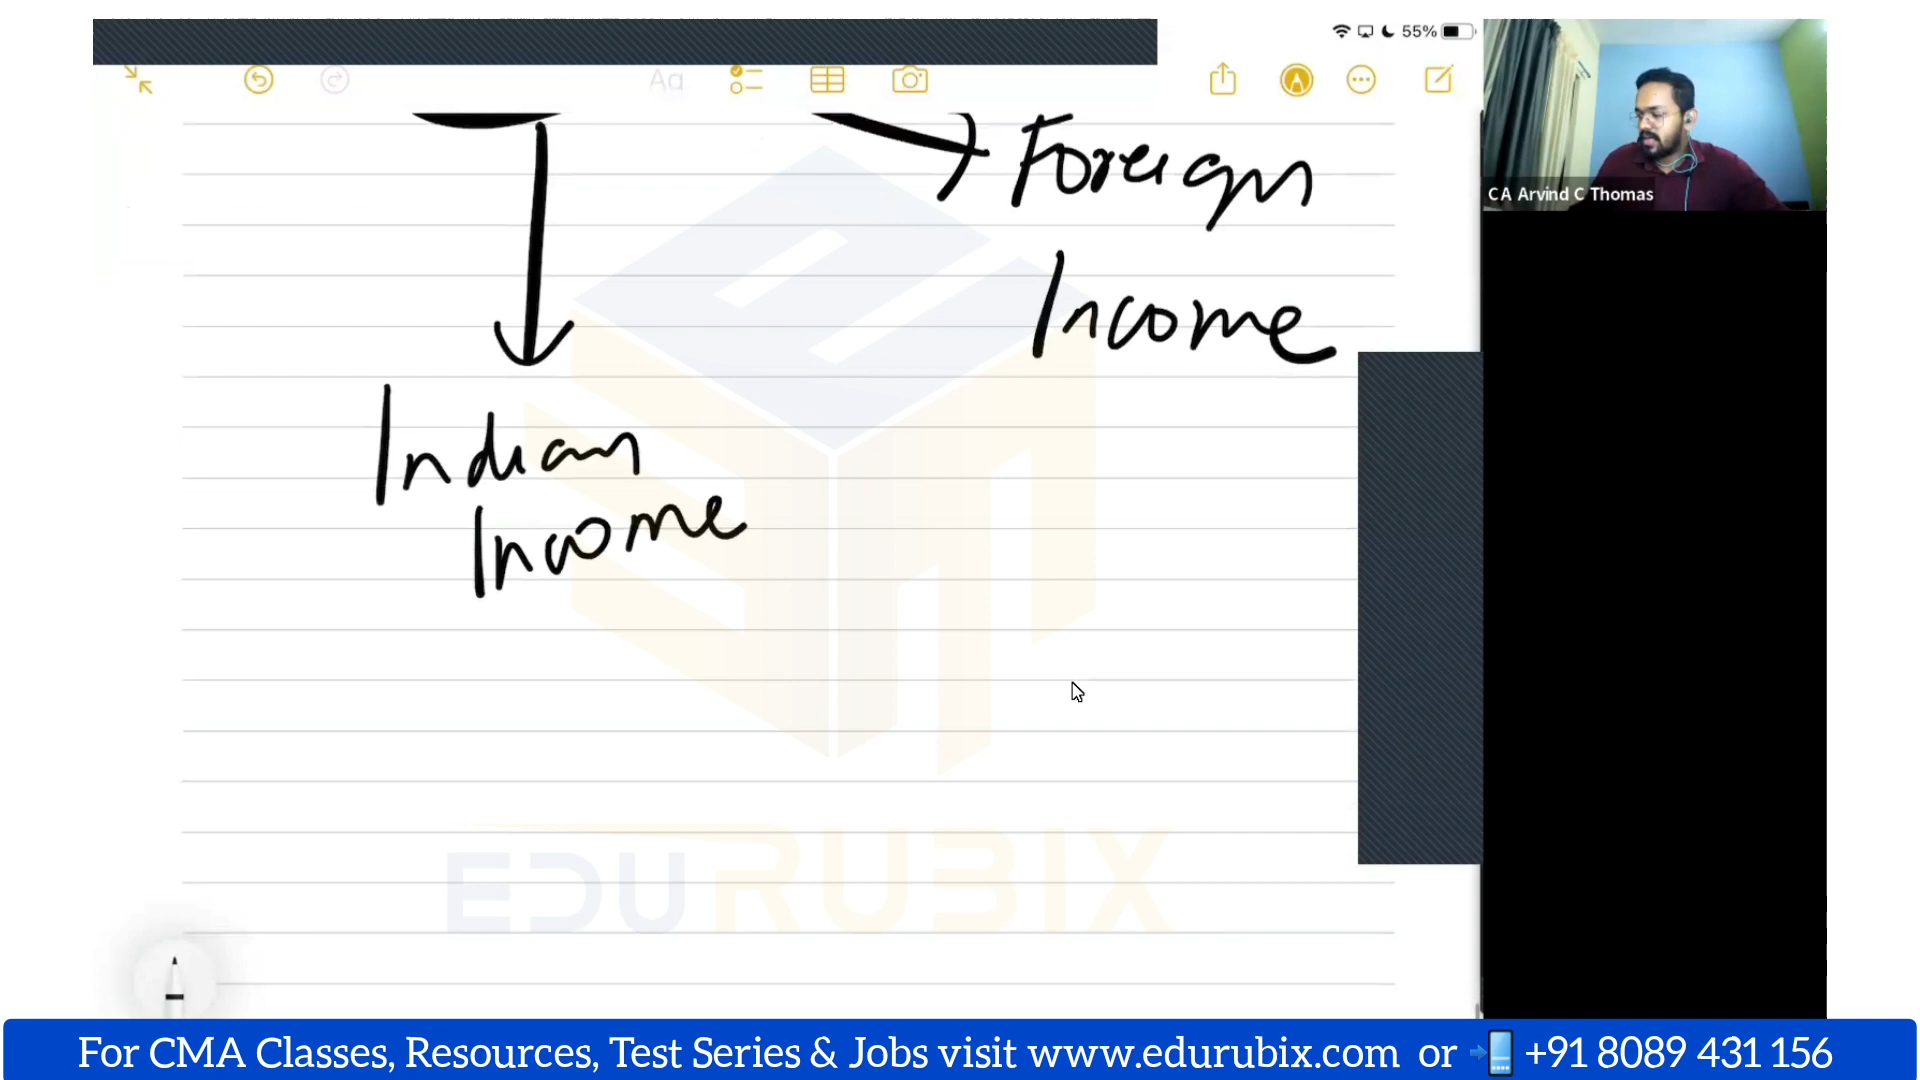 55%
Aa
CA Arvind C Thomas
Foreign
Income
Indian
Income
EDURUBIX
For CMA Classes, Resources, Test Series & Jobs visit www.edurubix.com or +91 8089 431 156